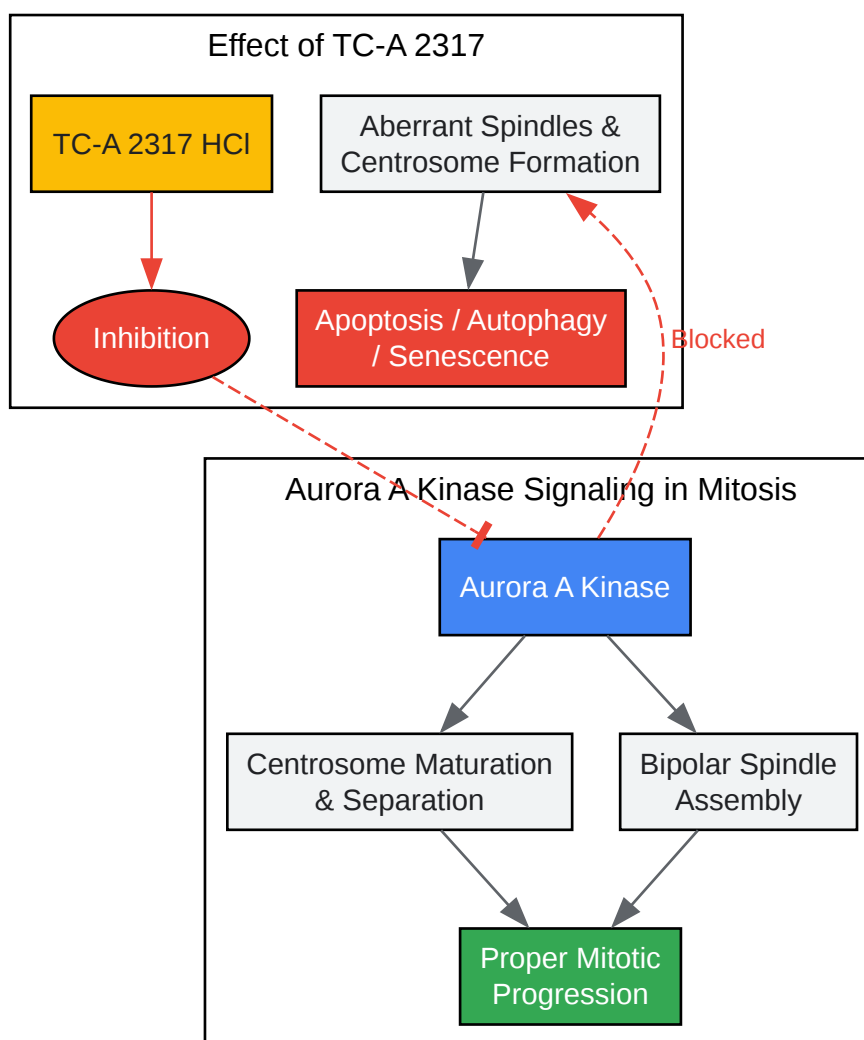 Effect of TC-A 2317
TC-A 2317 HCl
Aberrant Spindles &
Centrosome Formation
Inhibition
Apoptosis / Autophagy
/ Senescence
Blocked
Aurora A Kinase Signaling in Mitosis
Aurora A Kinase
Centrosome Maturation
& Separation
Bipolar Spindle
Assembly
Proper Mitotic
Progression